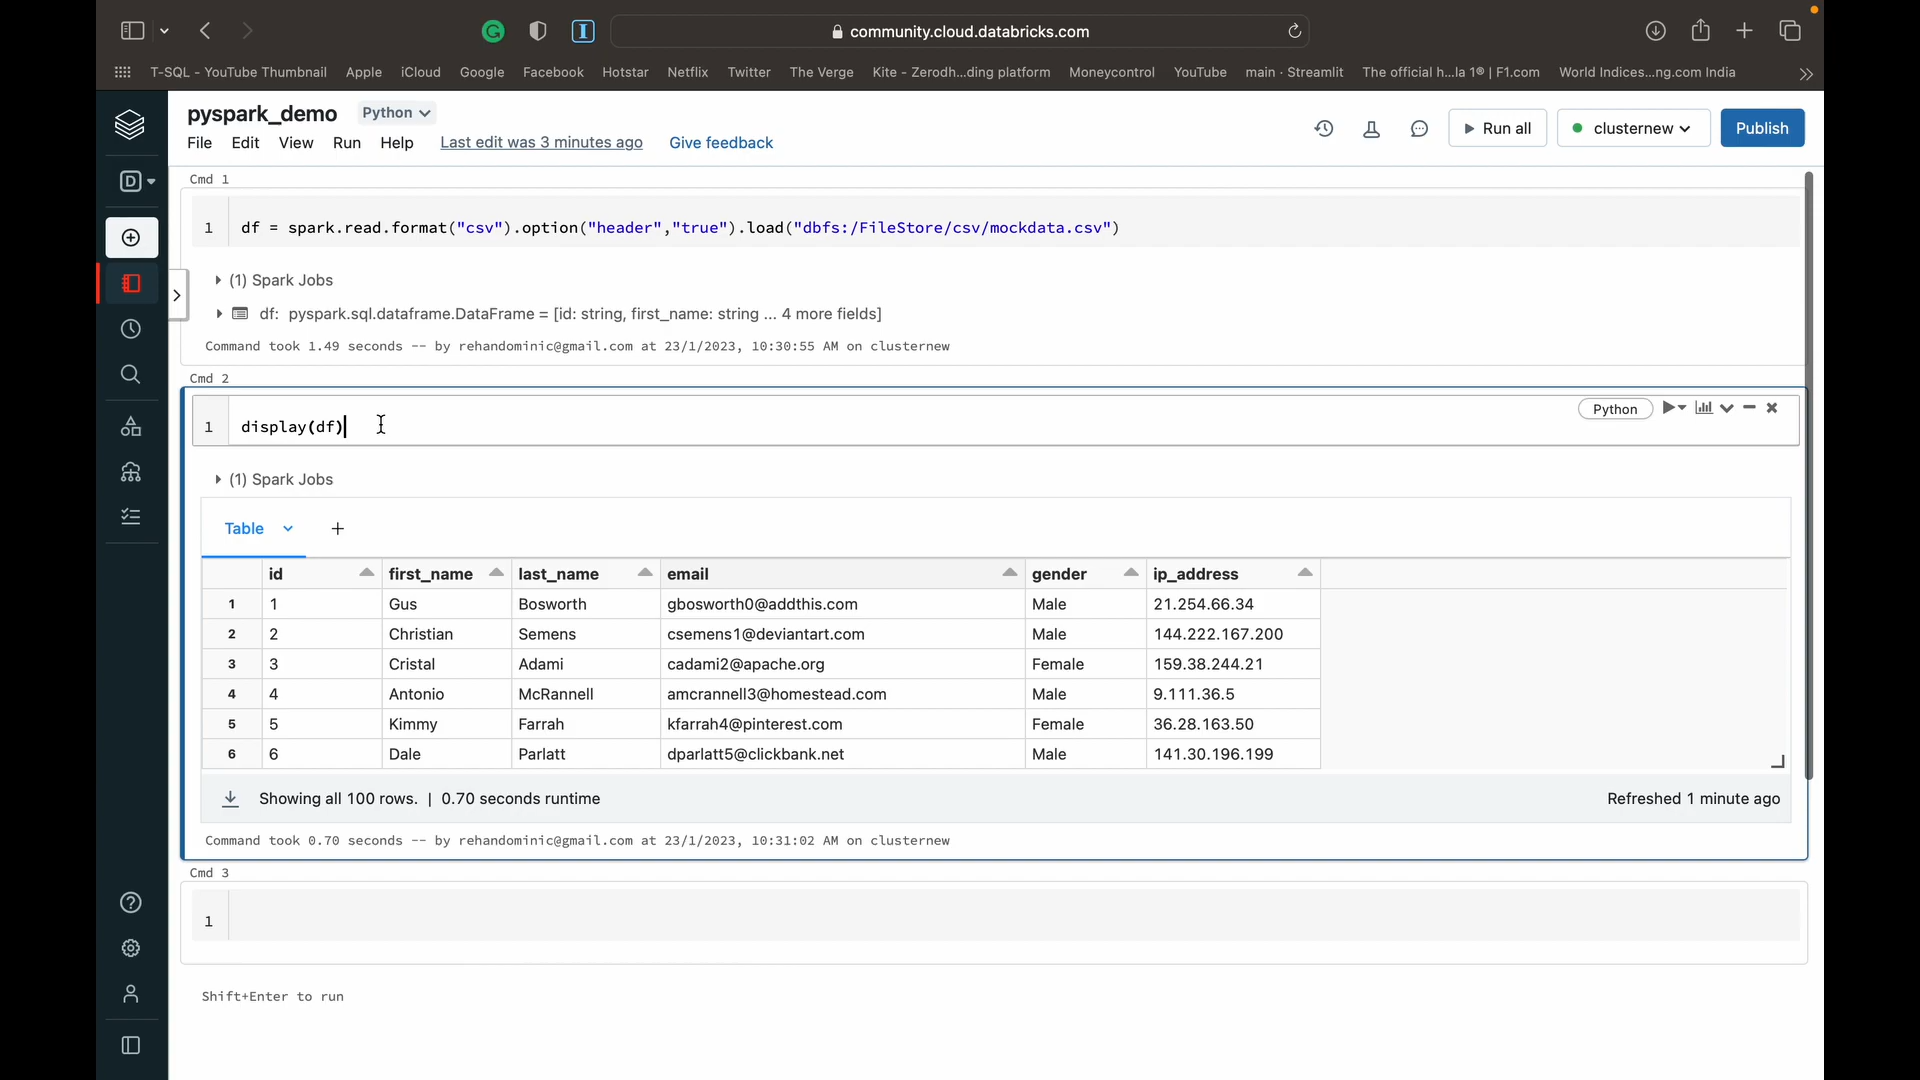 community.cloud.databricks.com
T-SQL - YouTube Thumbnail Apple iCloud Google Facebook Hotstar Netflix Twitter The Verge Kite - Zerodh...ding platform Moneycontrol YouTube main · Streamlit The official h...la 1® | F1.com World Indices...ng.com India
pyspark_demo Python
File Edit View Run Help Last edit was 3 minutes ago Give feedback
Run all clusternew Publish
D
Cmd 1
1 df = spark.read.format("csv").option("header","true").load("dbfs:/FileStore/csv/mockdata.csv")
(1) Spark Jobs
df: pyspark.sql.dataframe.DataFrame = [id: string, first_name: string ... 4 more fields]
Command took 1.49 seconds -- by rehandominic@gmail.com at 23/1/2023, 10:30:55 AM on clusternew
Cmd 2
Python
1 display(df)
(1) Spark Jobs
Table +
id first_name last_name email gender ip_address
1 1 Gus Bosworth gbosworth0@addthis.com Male 21.254.66.34
2 2 Christian Semens csemens1@deviantart.com Male 144.222.167.200
3 3 Cristal Adami cadami2@apache.org Female 159.38.244.21
4 4 Antonio McRannell amcrannell3@homestead.com Male 9.111.36.5
5 5 Kimmy Farrah kfarrah4@pinterest.com Female 36.28.163.50
6 6 Dale Parlatt dparlatt5@clickbank.net Male 141.30.196.199
Showing all 100 rows. | 0.70 seconds runtime Refreshed 1 minute ago
Command took 0.70 seconds -- by rehandominic@gmail.com at 23/1/2023, 10:31:02 AM on clusternew
Cmd 3
1
Shift+Enter to run